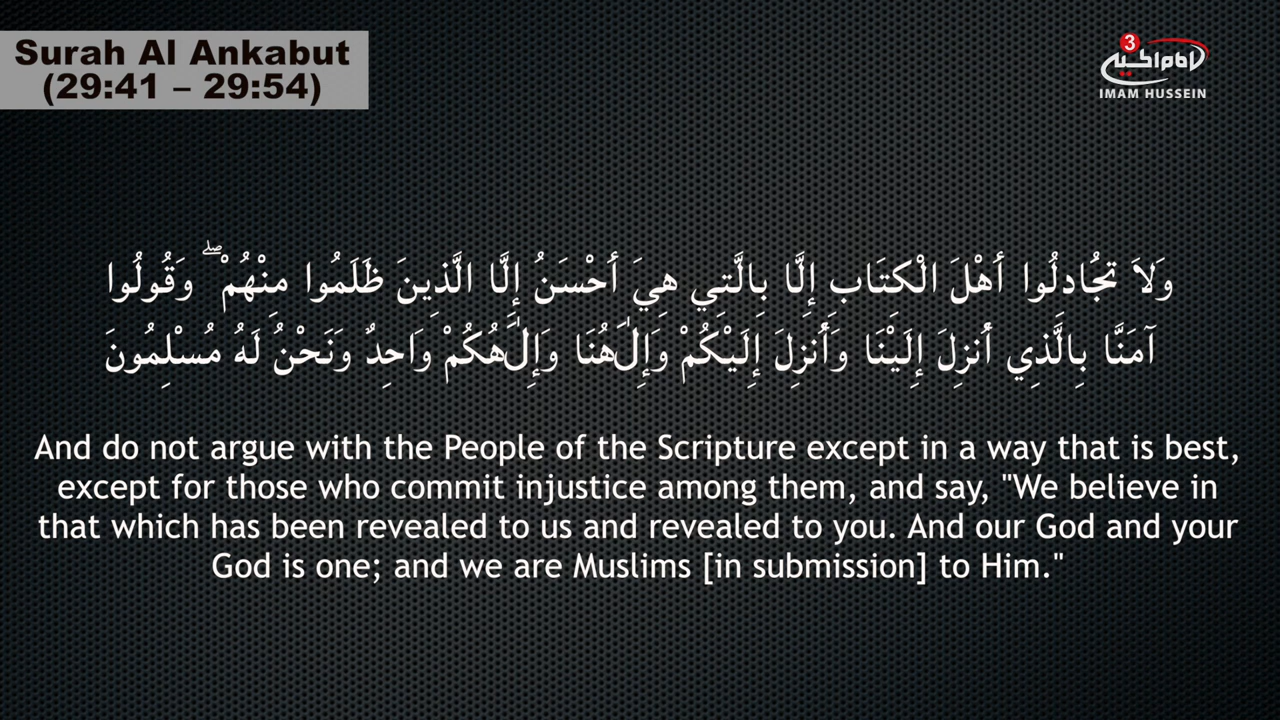 Surah Al Ankabut
(29:41 – 29:54)
3
IMAM HUSSEIN
وَلاَ تُجَادِلُوا أَهْلَ الْكِتَابِ إِلَّا بِالَّتِي هِيَ أَحْسَنُ إِلَّا الَّذِينَ ظَلَمُوا مِنْهُمْ ۖ وَقُولُوا
آمَنَّا بِالَّذِي أُنزِلَ إِلَيْنَا وَأُنزِلَ إِلَيْكُمْ وَإِلَٰهُنَا وَإِلَٰهُكُمْ وَاحِدٌ وَنَحْنُ لَهُ مُسْلِمُونَ
And do not argue with the People of the Scripture except in a way that is best,
except for those who commit injustice among them, and say, "We believe in
that which has been revealed to us and revealed to you. And our God and your
God is one; and we are Muslims [in submission] to Him."